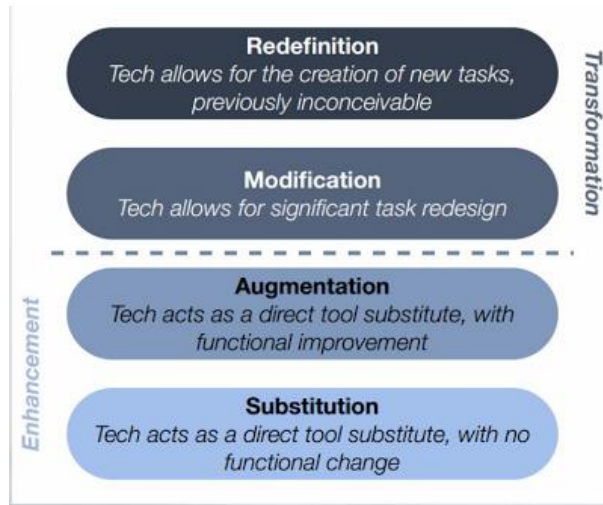 Redefinition
Tech allows for the creation of new tasks,
previously inconceivable
Transformation
Modification
Tech allows for significant task redesign
Augmentation
Tech acts as a direct tool substitute, with
functional improvement
Enhancement
Substitution
Tech acts as a direct tool substitute, with no
functional change